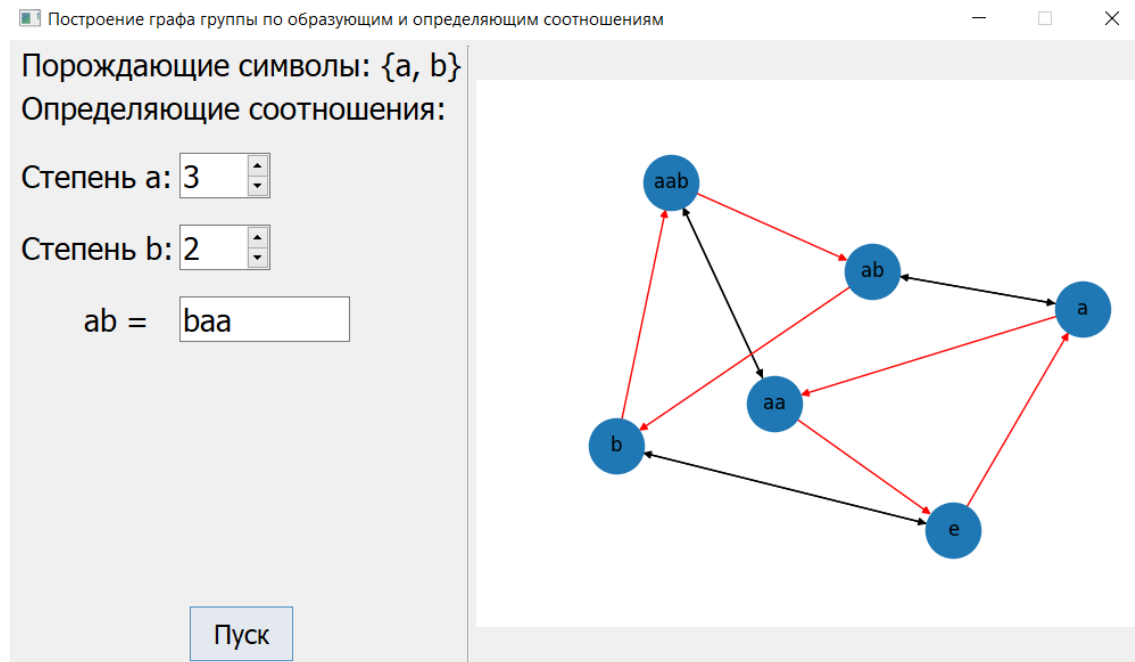 Построение графа группы по образующим и определяющим соотношениям
Порождающие символы: {a, b}
Определяющие соотношения:
Степень a: 3
Степень b: 2
ab = baa
Пуск
aab
ab
a
aa
b
e